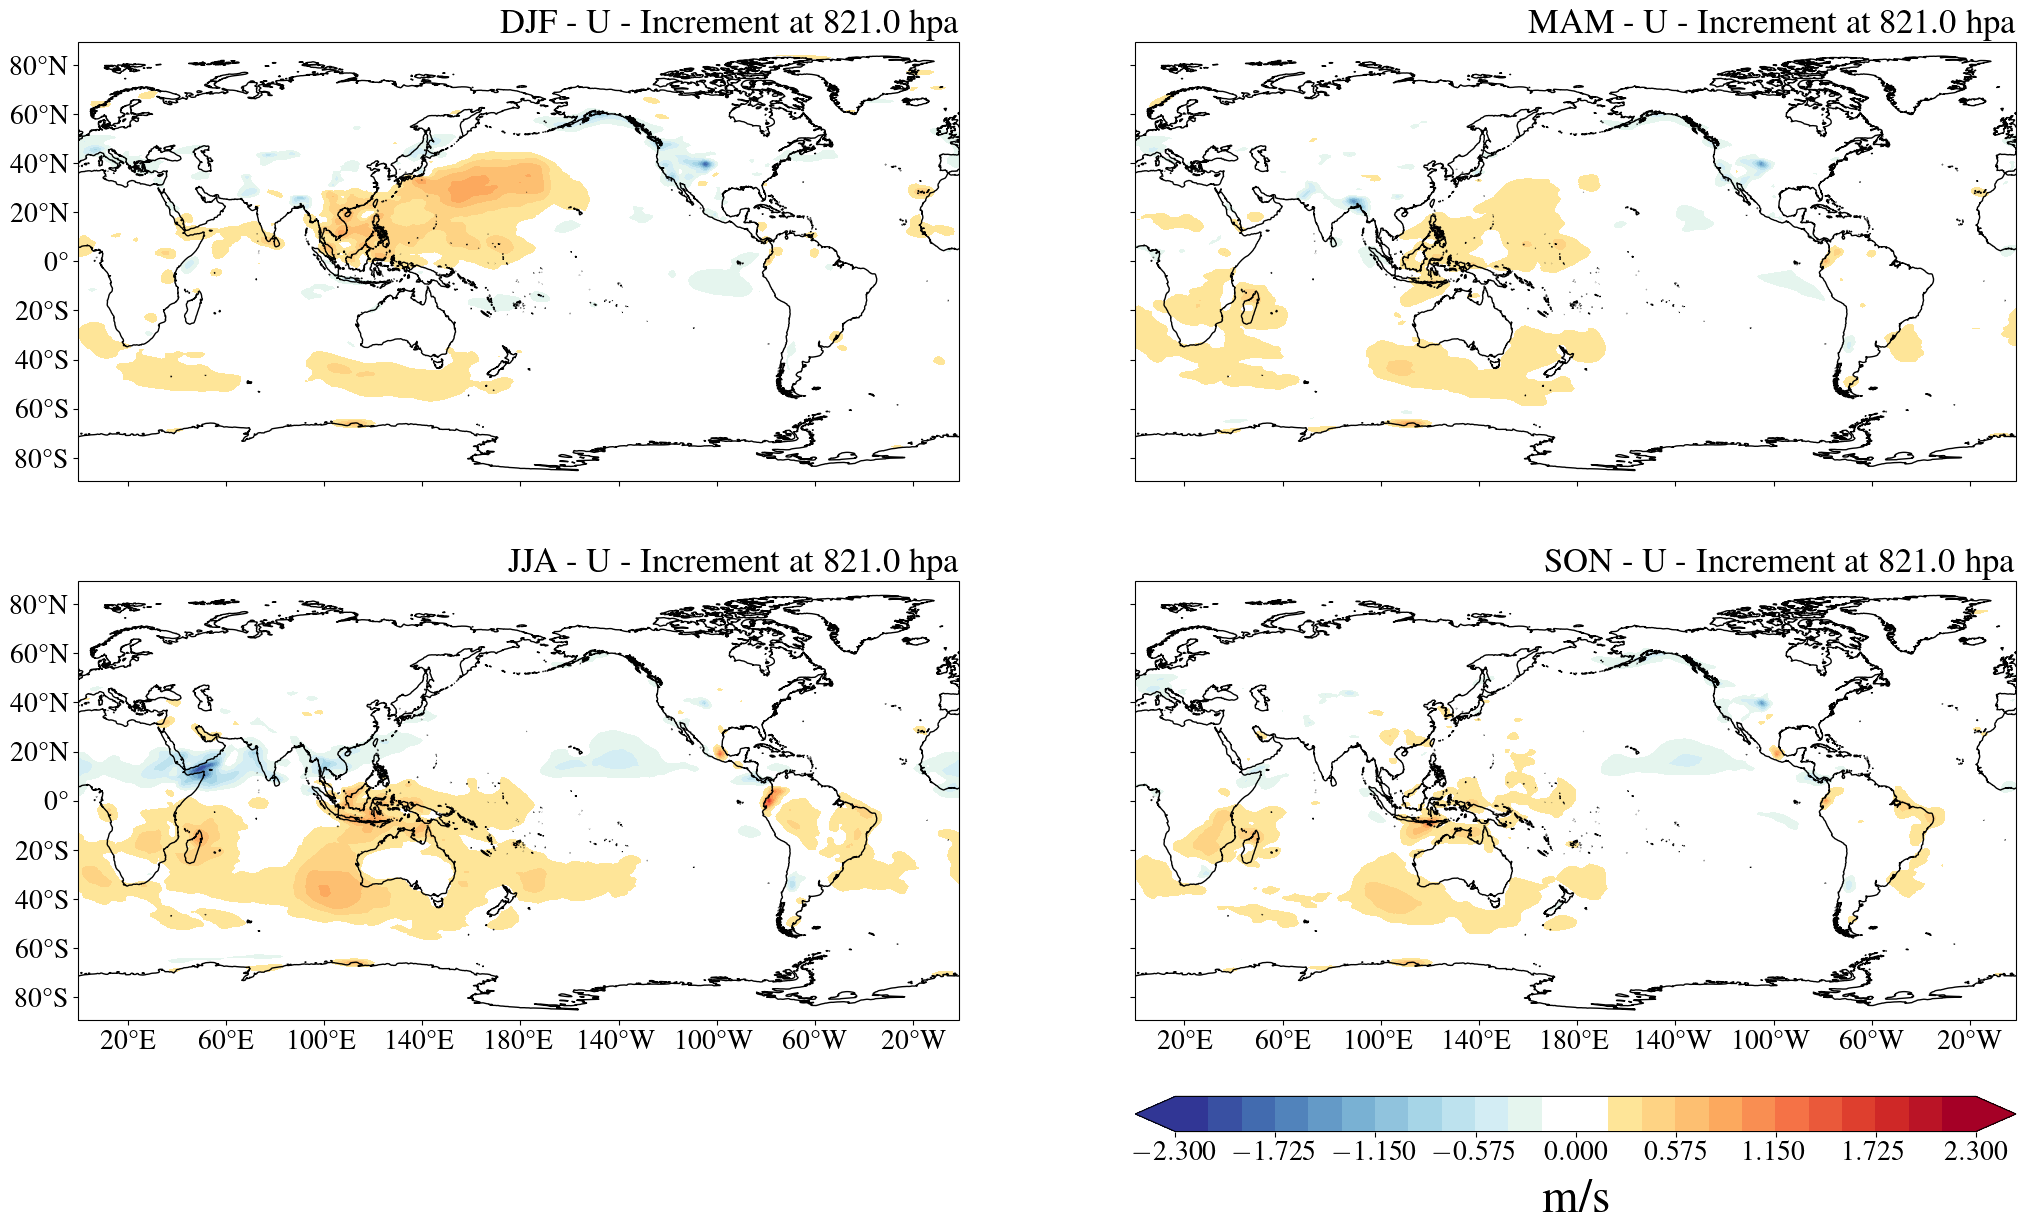 DJF - U - Increment at 821.0 hpa
MAM - U - Increment at 821.0 hpa
80°N
60°N
40°N
20°N
0°
20°S
40°S
60°S
80°S
JJA - U - Increment at 821.0 hpa
SON - U - Increment at 821.0 hpa
80°N
60°N
40°N
20°N
0°
20°S
40°S
60°S
80°S
20°E 60°E 100°E 140°E 180°E 140°W 100°W 60°W 20°W
20°E 60°E 100°E 140°E 180°E 140°W 100°W 60°W 20°W
−2.300 −1.725 −1.150 −0.575 0.000 0.575 1.150 1.725 2.300
m/s